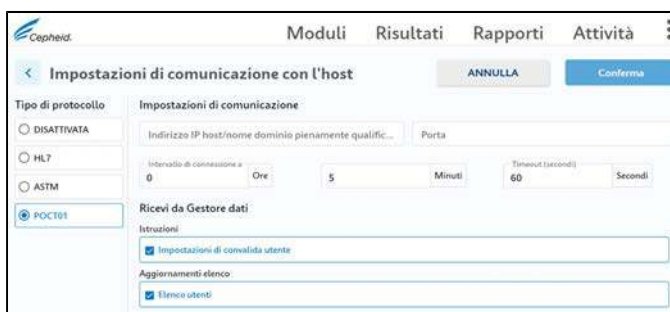 Cepheid.
Moduli Risultati Rapporti Attività
Impostazioni di comunicazione con l'host ANNULLA Conferma
Tipo di protocollo
DISATTIVATA
HL7
ASTM
POCT01
Impostazioni di comunicazione
Indirizzo IP host/nome dominio pienamente qualific... Porta
Intervallo di connessione a Timeout (secondi)
0 Ore 5 Minuti 60 Secondi
Ricevi da Gestore dati
Istruzioni
Impostazioni di convalida utente
Aggiornamenti elenco
Elenco utenti